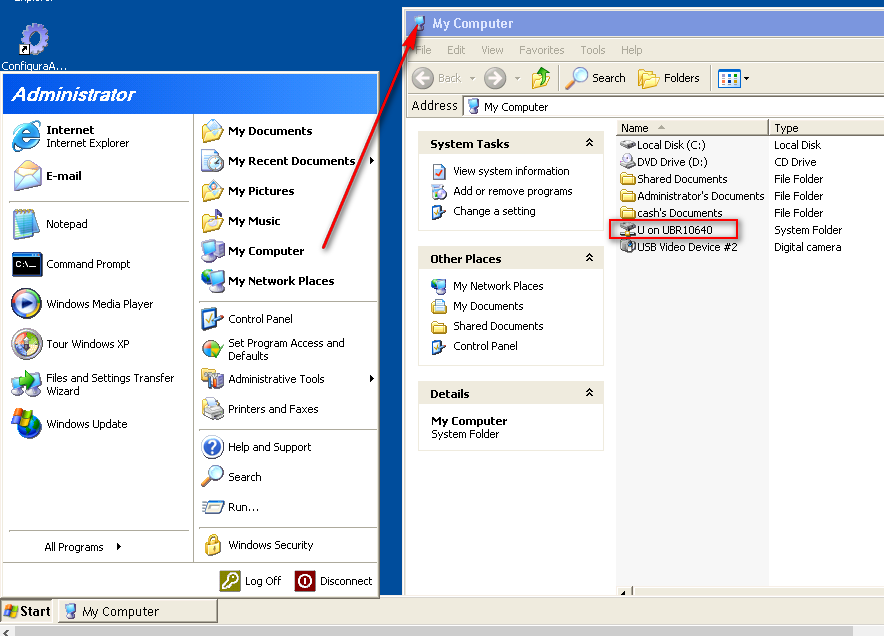 Explorer
ConfiguraA...
Administrator
Internet
Internet Explorer
E-mail
Notepad
Command Prompt
Windows Media Player
Tour Windows XP
Files and Settings Transfer
Wizard
Windows Update
All Programs
My Documents
My Recent Documents
My Pictures
My Music
My Computer
My Network Places
Control Panel
Set Program Access and
Defaults
Administrative Tools
Printers and Faxes
Help and Support
Search
Run...
Windows Security
Log Off
Disconnect
Start
My Computer
My Computer
File Edit View Favorites Tools Help
Back Search Folders
Address My Computer
System Tasks
View system information
Add or remove programs
Change a setting
Other Places
My Network Places
My Documents
Shared Documents
Control Panel
Details
My Computer
System Folder
Name Type
Local Disk (C:) Local Disk
DVD Drive (D:) CD Drive
Shared Documents File Folder
Administrator's Documents File Folder
cash's Documents File Folder
U on UBR10640 System Folder
USB Video Device #2 Digital camera